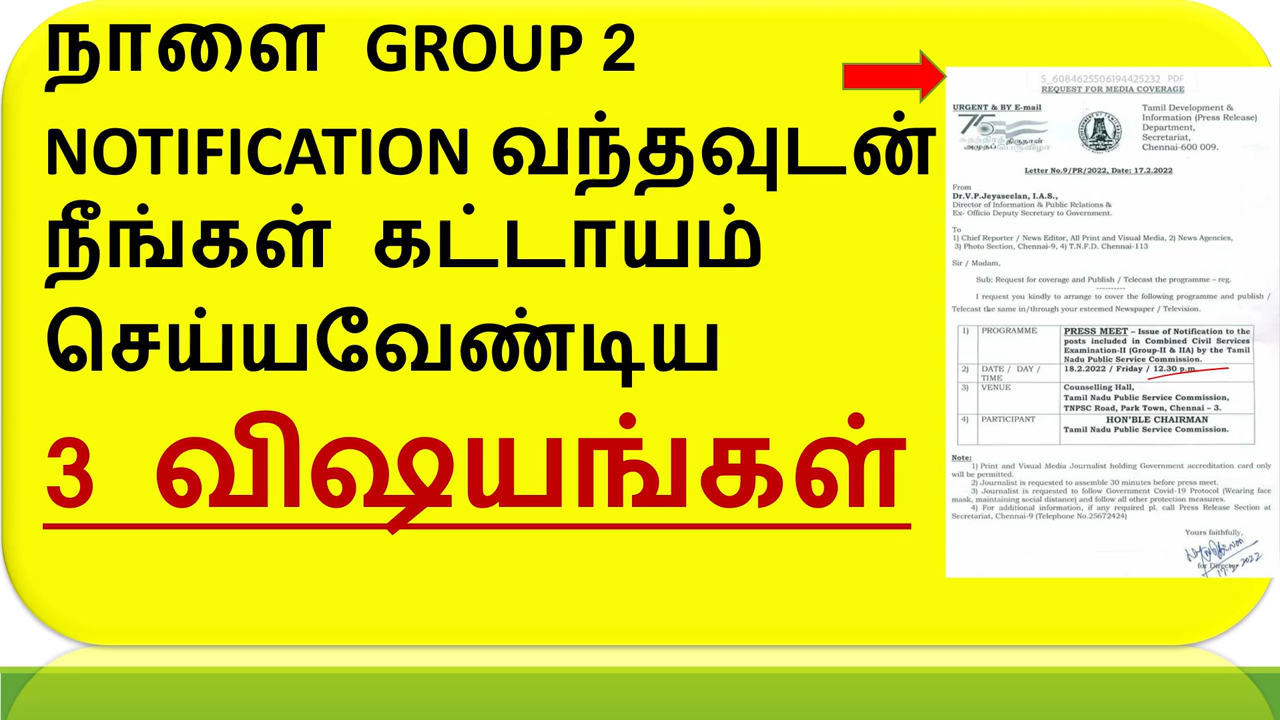 நாளை GROUP 2
NOTIFICATION வந்தவுடன்
நீங்கள் கட்டாயம்
செய்யவேண்டிய
3 விஷயங்கள்
S_6084625506194425232 PDF
REQUEST FOR MEDIA COVERAGE
URGENT & BY E-mail
75
சுதந்திரத் திருநாள்
அமுதப் பெருவிழா
Tamil Development &
Information (Press Release)
Department,
Secretariat,
Chennai-600 009.
Letter No.9/PR/2022, Date: 17.2.2022
From
Dr.V.P.Jeyaseelan, I.A.S.,
Director of Information & Public Relations &
Ex- Officio Deputy Secretary to Government.
To
1) Chief Reporter / News Editor, All Print and Visual Media, 2) News Agencies,
3) Photo Section, Chennai-9, 4) T.N.F.D. Chennai-113
Sir / Madam,
Sub: Request for coverage and Publish / Telecast the programme – reg.
----------
I request you kindly to arrange to cover the following programme and publish /
Telecast the same in/through your esteemed Newspaper / Television.
1) PROGRAMME PRESS MEET – Issue of Notification to the
posts included in Combined Civil Services
Examination-II (Group-II & IIA) by the Tamil
Nadu Public Service Commission.
2) DATE / DAY / TIME 18.2.2022 / Friday / 12.30 p.m.
3) VENUE Counselling Hall,
Tamil Nadu Public Service Commission,
TNPSC Road, Park Town, Chennai – 3.
4) PARTICIPANT HON'BLE CHAIRMAN
Tamil Nadu Public Service Commission.
Note:
1) Print and Visual Media Journalist holding Government accreditation card only
will be permitted.
2) Journalist is requested to assemble 30 minutes before press meet.
3) Journalist is requested to follow Government Covid-19 Protocol (Wearing face
mask, maintaining social distance) and follow all other protection measures.
4) For additional information, if any required pl. call Press Release Section at
Secretariat, Chennai-9 (Telephone No.25672424)
Yours faithfully,
for Director
17.2.2022